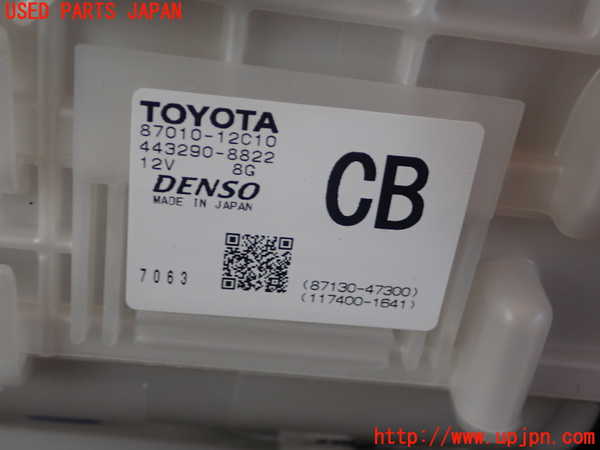 USED PARTS JAPAN
TOYOTA
87010-12C10
443290-8822
12V 8G
DENSO
MADE IN JAPAN
CB
7063
(87130-47300)
(117400-1641)
http://www.upjpn.com/